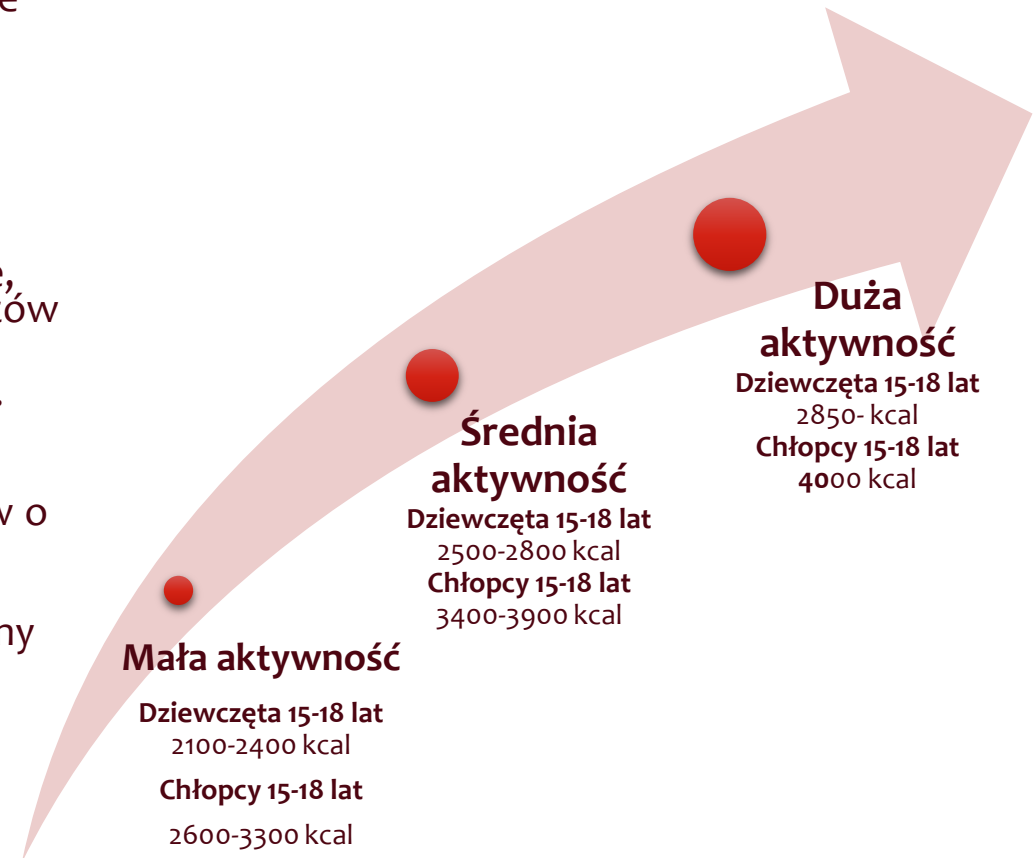 w o
Mała aktywność
Dziewczęta 15-18 lat
2100-2400 kcal
Chłopcy 15-18 lat
2600-3300 kcal
Średnia
aktywność
Dziewczęta 15-18 lat
2500-2800 kcal
Chłopcy 15-18 lat
3400-3900 kcal
Duża
aktywność
Dziewczęta 15-18 lat
2850- kcal
Chłopcy 15-18 lat
4000 kcal